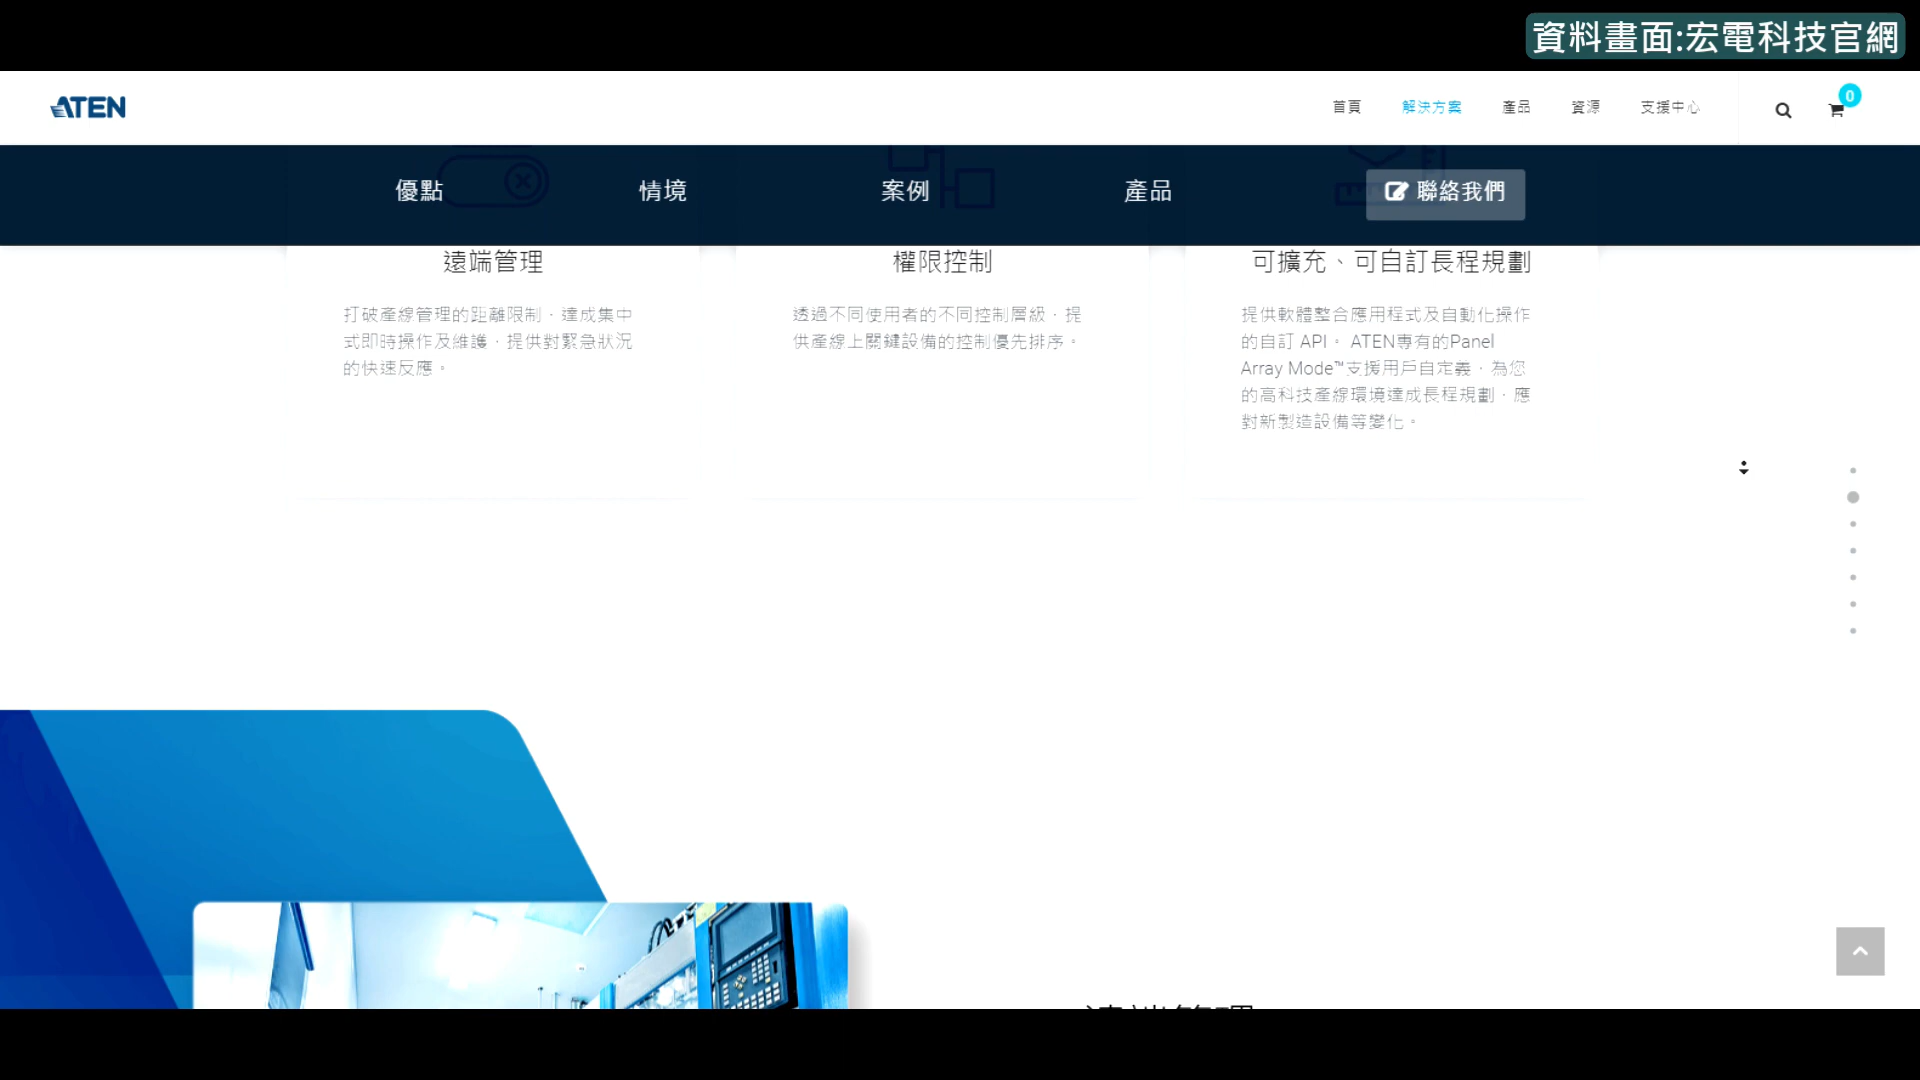 資料畫面:宏電科技官網
ATEN
首頁
解決方案
產品
資源
支援中心
0
優點
情境
案例
產品
聯絡我們
遠端管理
權限控制
可擴充、可自訂長程規劃
打破產線管理的距離限制，達成集中
式即時操作及維護，提供對緊急狀況
的快速反應。
透過不同使用者的不同控制層級，提
供產線上關鍵設備的控制優先排序。
提供軟體整合應用程式及自動化操作
的自訂 API。 ATEN專有的Panel
Array Mode™支援用戶自定義，為您
的高科技產線環境達成長程規劃，應
對新製造設備等變化。